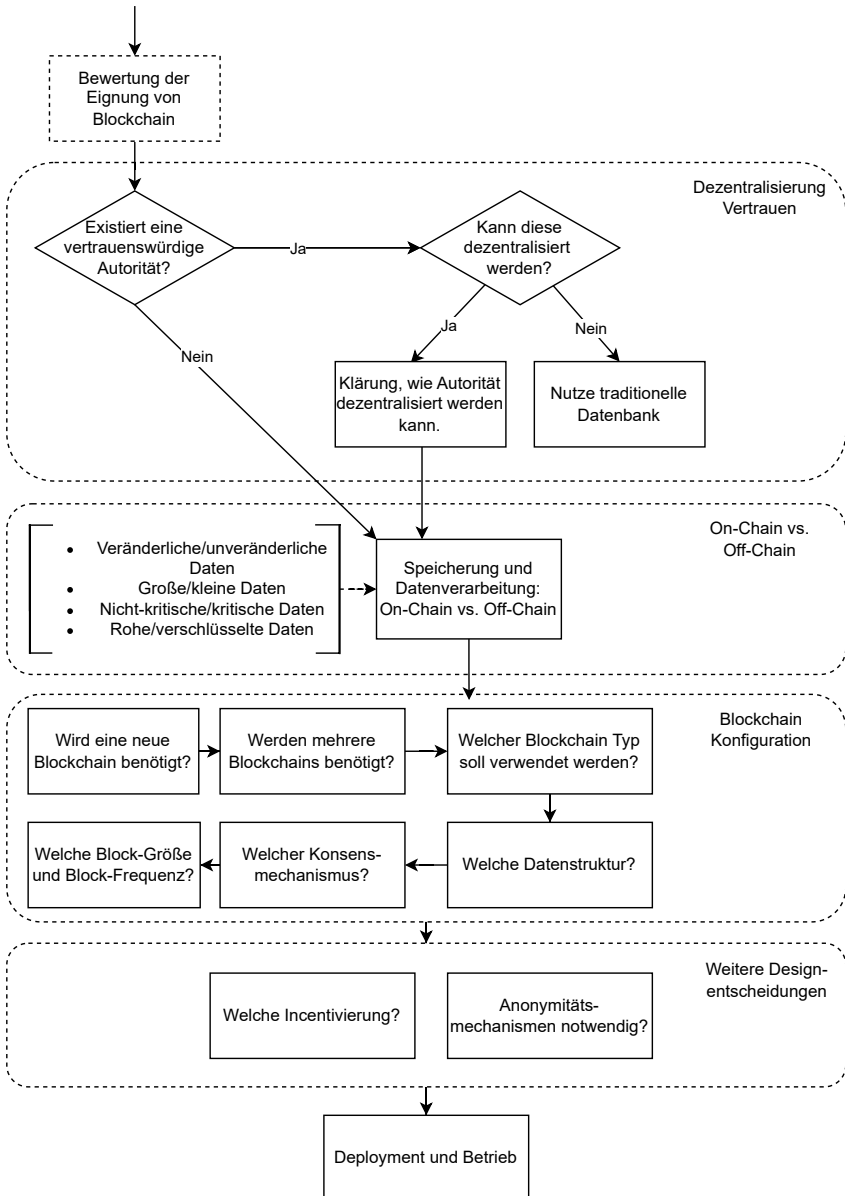 Bewertung der
Eignung von
Blockchain
Dezentralisierung
Vertrauen
Existiert eine
vertrauenswürdige
Autorität?
Ja
Kann diese
dezentralisiert
werden?
Nein
Ja
Nein
Klärung, wie Autorität
dezentralisiert werden
kann.
Nutze traditionelle
Datenbank
On-Chain vs.
Off-Chain
• Veränderliche/unveränderliche
Daten
• Große/kleine Daten
• Nicht-kritische/kritische Daten
• Rohe/verschlüsselte Daten
Speicherung und
Datenverarbeitung:
On-Chain vs. Off-Chain
Blockchain
Konfiguration
Wird eine neue
Blockchain benötigt?
Werden mehrere
Blockchains benötigt?
Welcher Blockchain Typ
soll verwendet werden?
Welche Block-Größe
und Block-Frequenz?
Welcher Konsens-
mechanismus?
Welche Datenstruktur?
Weitere Design-
entscheidungen
Welche Incentivierung?
Anonymitäts-
mechanismen notwendig?
Deployment und Betrieb